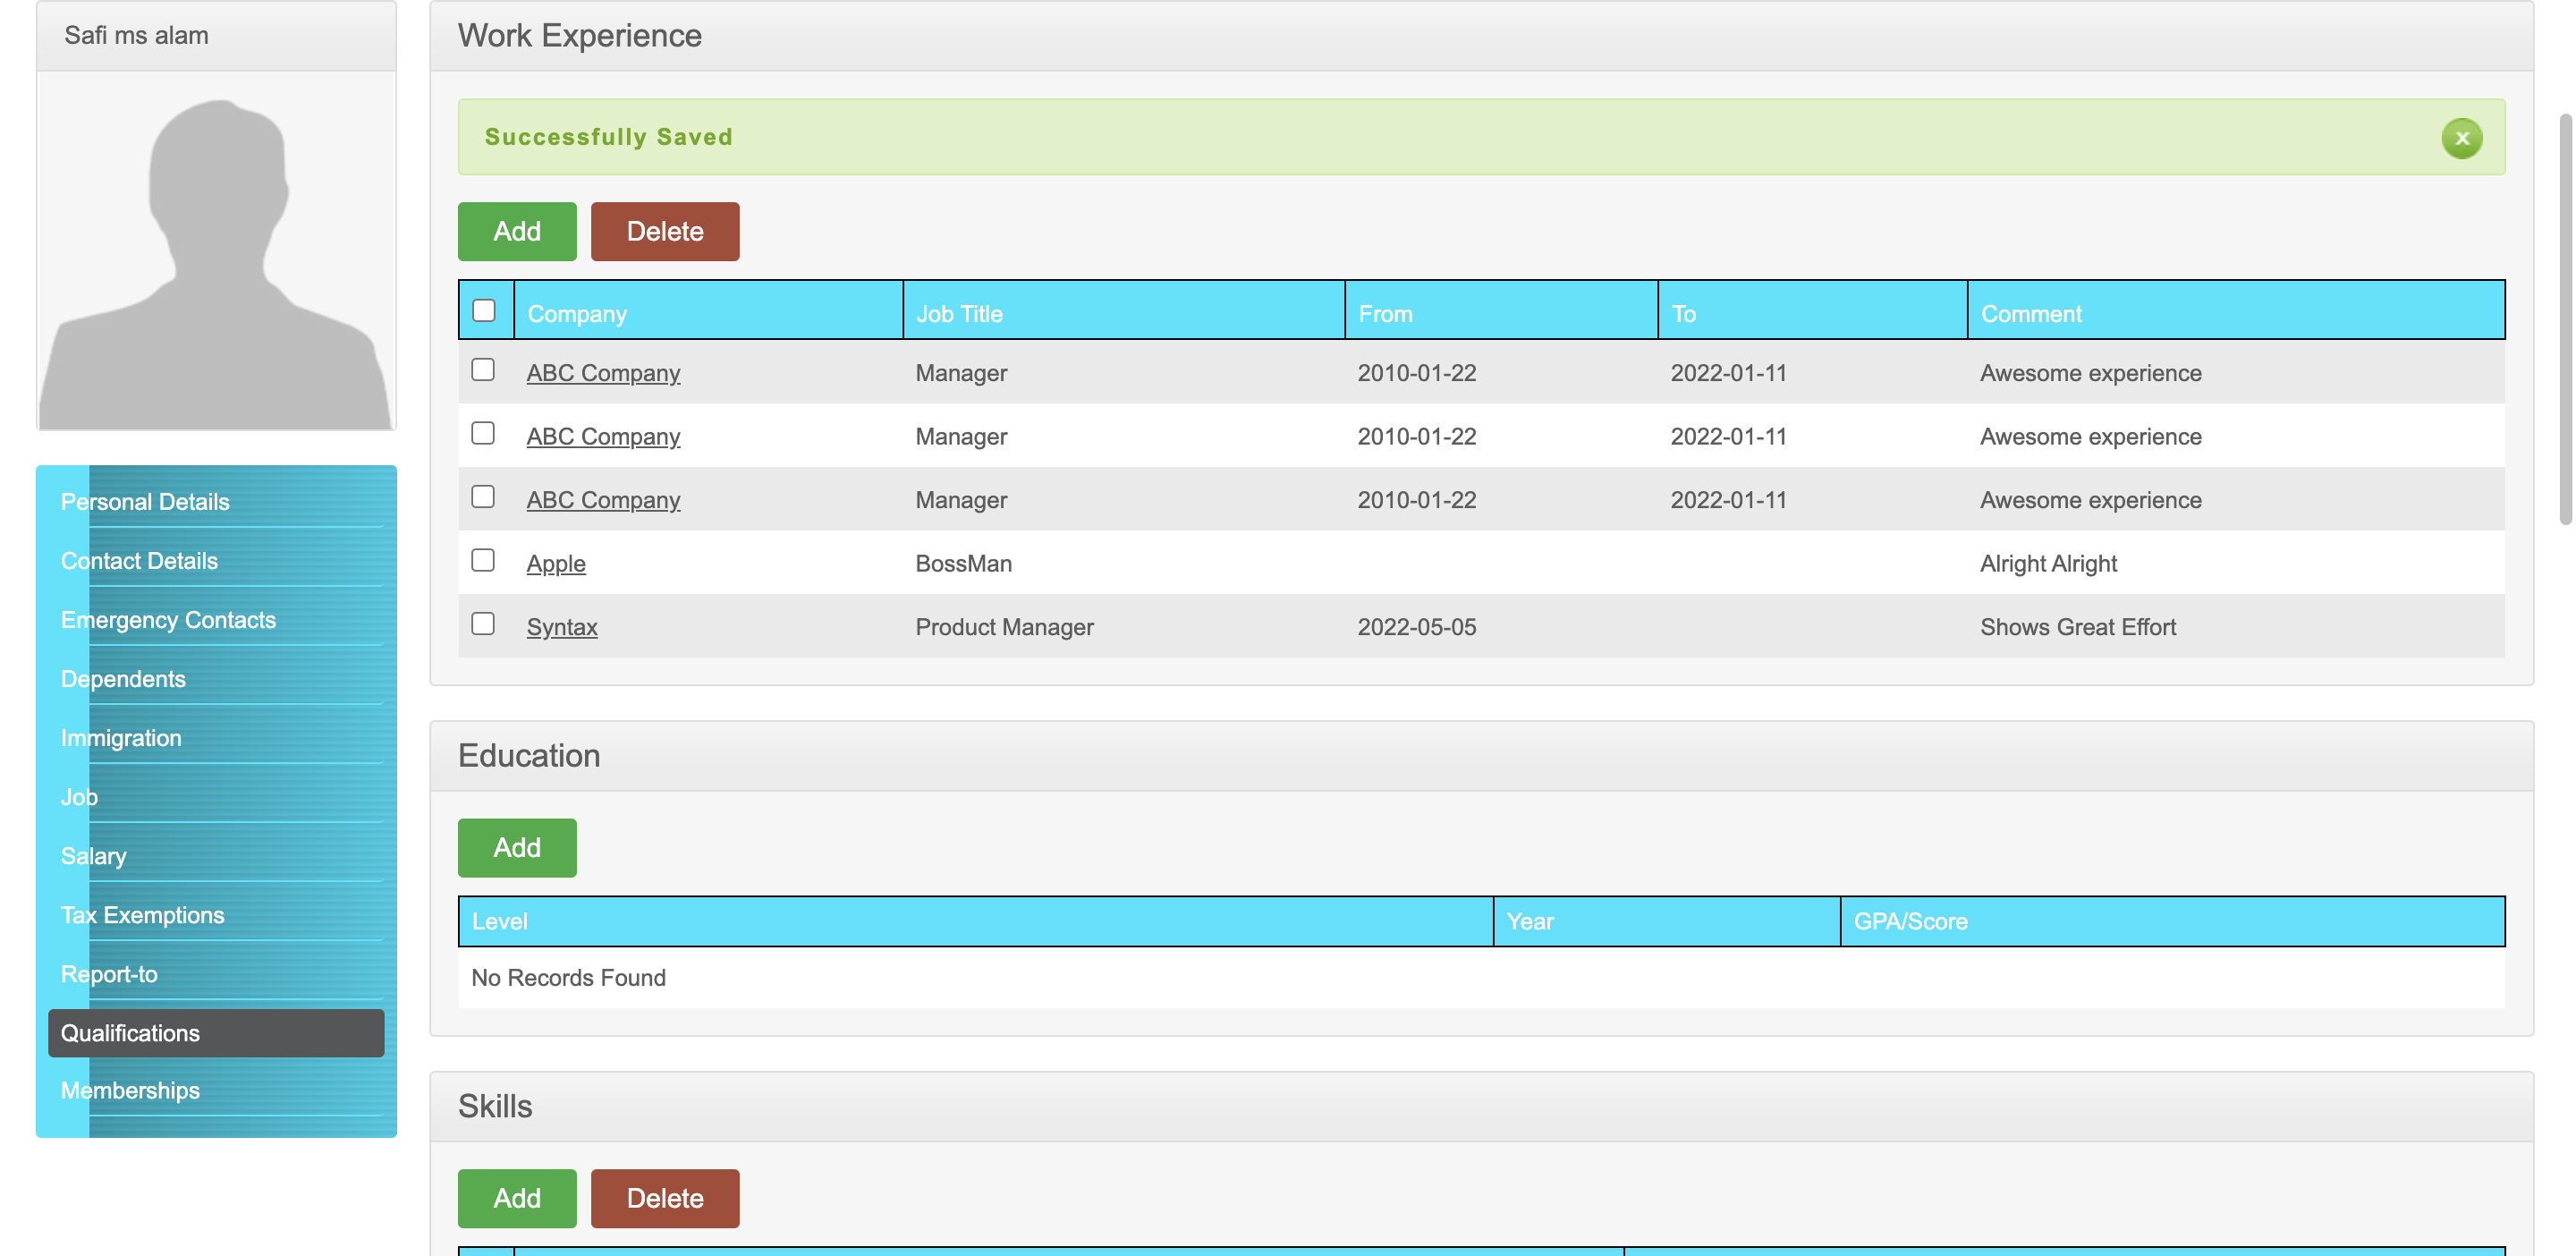 Safi ms alam
Personal Details
Contact Details
Emergency Contacts
Dependents
Immigration
Job
Salary
Tax Exemptions
Report-to
Qualifications
Memberships
Work Experience
Successfully Saved
x
Add Delete
Company Job Title From To Comment
ABC Company Manager 2010-01-22 2022-01-11 Awesome experience
ABC Company Manager 2010-01-22 2022-01-11 Awesome experience
ABC Company Manager 2010-01-22 2022-01-11 Awesome experience
Apple BossMan Alright Alright
Syntax Product Manager 2022-05-05 Shows Great Effort
Education
Add
Level Year GPA/Score
No Records Found
Skills
Add Delete